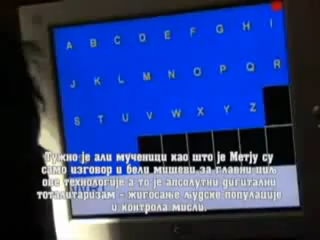 A B C D E F G H I
J K L M N O P Q R
S T U V W X Y Z
Тужно је али мученици као што је Метју су
само изговор и бели мишеви за главни циљ
ове технологије а то је апсолутни дигитални
тоталитаризам - жигосање људске популације
и контрола мисли.